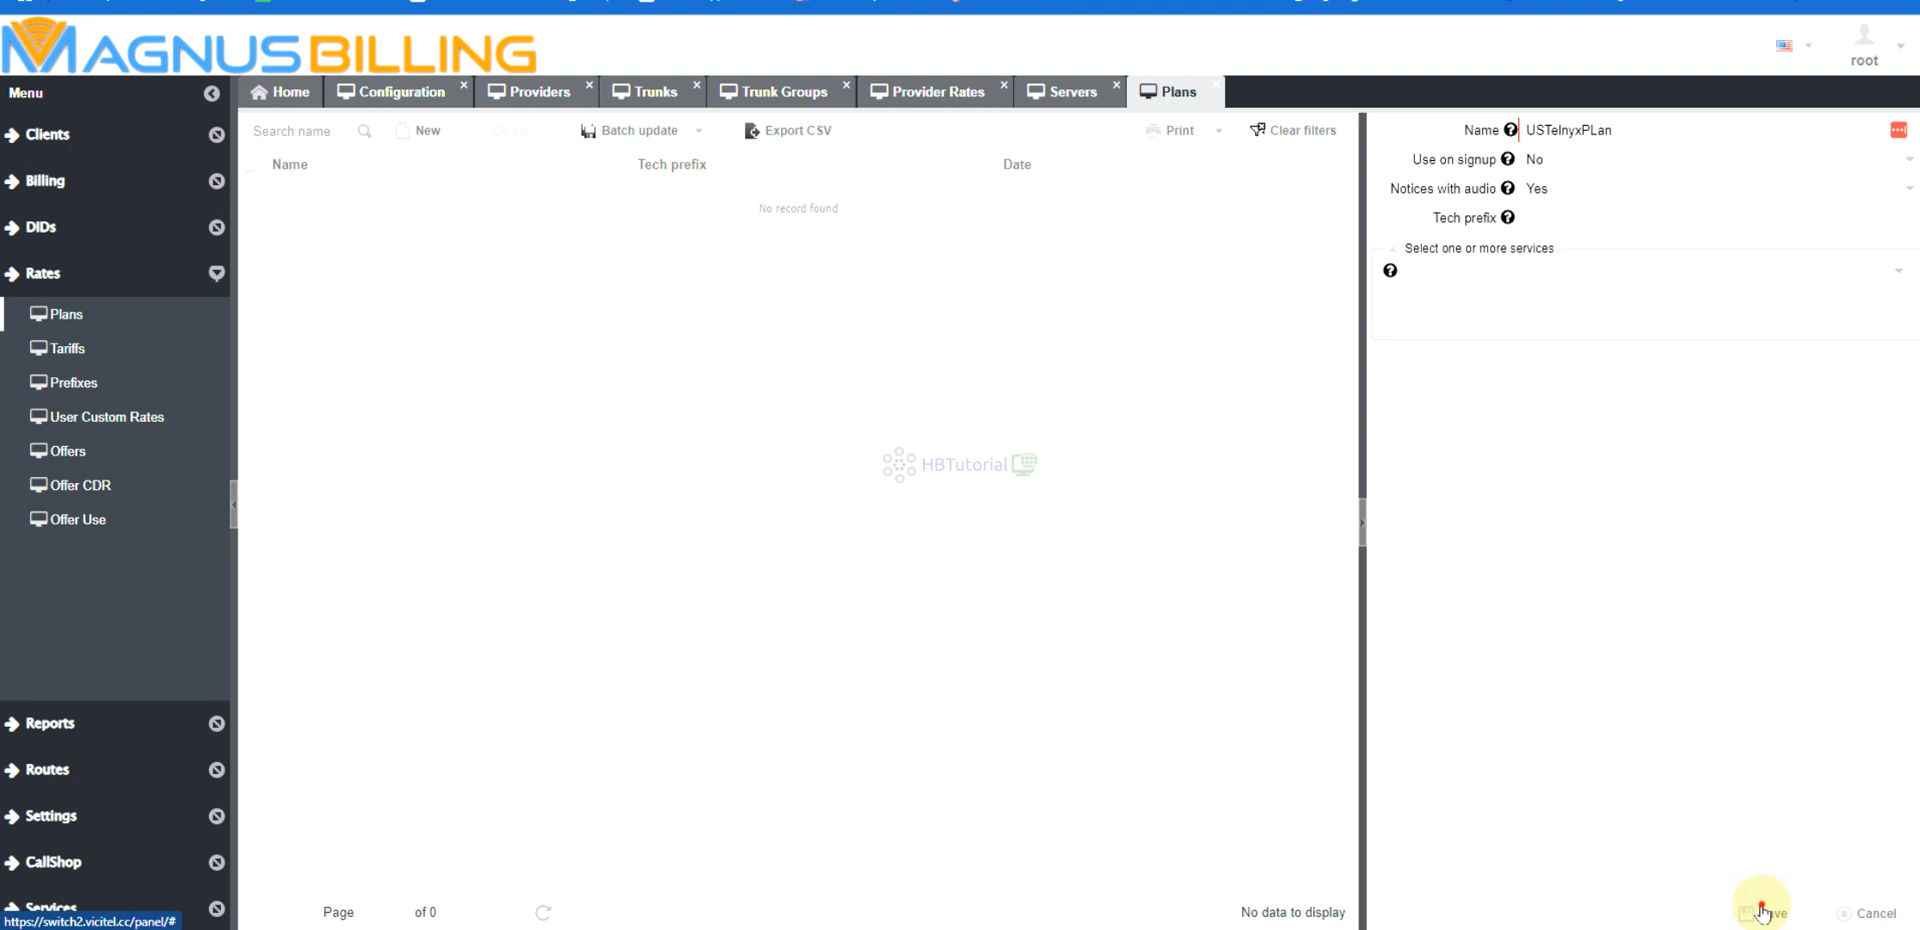 MAGNUSBILLING
root
Menu
Home
Configuration
Providers
Trunks
Trunk Groups
Provider Rates
Servers
Plans
Clients
Billing
DIDs
Rates
Plans
Tariffs
Prefixes
User Custom Rates
Offers
Offer CDR
Offer Use
Reports
Routes
Settings
CallShop
Services
https://switch2.vicitel.cc/panel/#
Search name
New
Delete
Batch update
Export CSV
Print
Clear filters
Name
Tech prefix
Date
No record found
HBTutorial
Page
of 0
No data to display
Name USTelnyxPLan
Use on signup No
Notices with audio Yes
Tech prefix
Select one or more services
Cancel